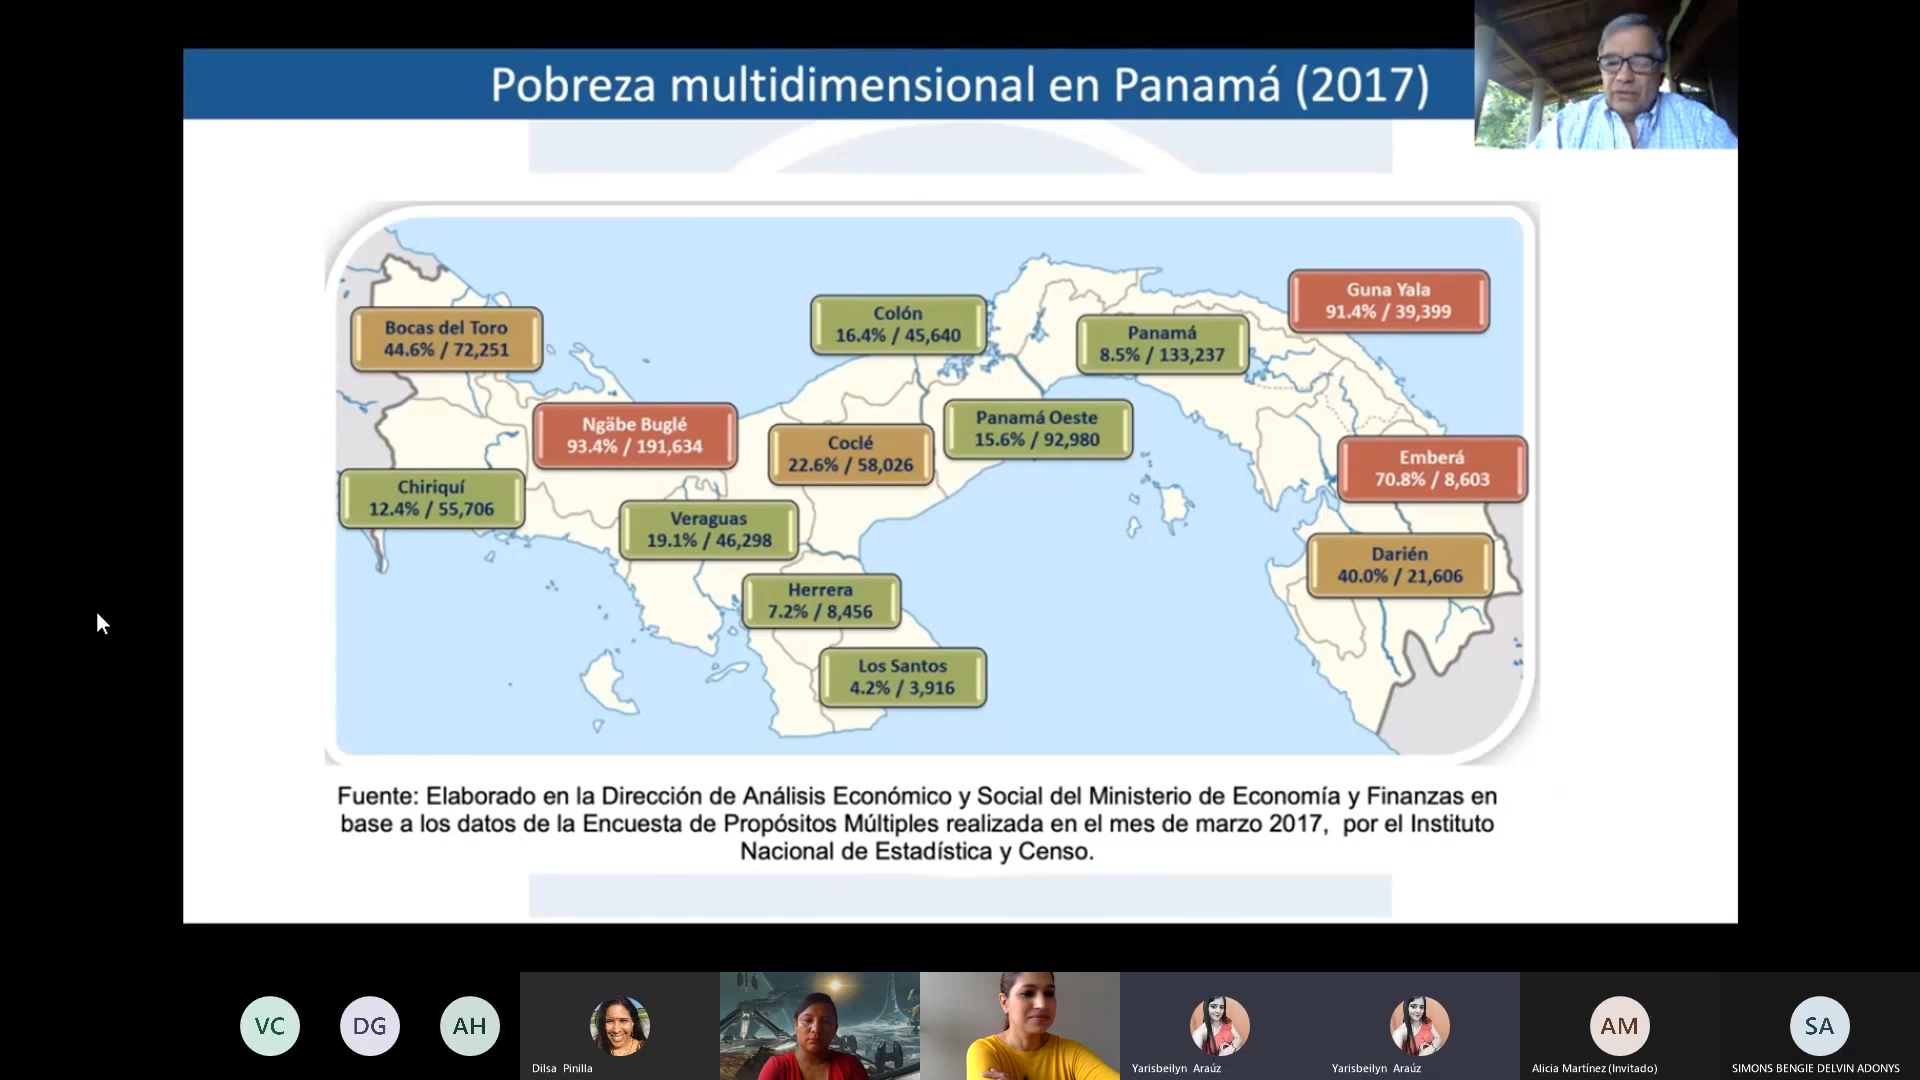 Pobreza multidimensional en Panamá (2017)
Bocas del Toro
44.6% / 72,251
Colón
16.4% / 45,640
Panamá
8.5% / 133,237
Guna Yala
91.4% / 39,399
Ngäbe Buglé
93.4% / 191,634
Coclé
22.6% / 58,026
Panamá Oeste
15.6% / 92,980
Emberá
70.8% / 8,603
Chiriquí
12.4% / 55,706
Veraguas
19.1% / 46,298
Darién
40.0% / 21,606
Herrera
7.2% / 8,456
Los Santos
4.2% / 3,916
Fuente: Elaborado en la Dirección de Análisis Económico y Social del Ministerio de Economía y Finanzas en
base a los datos de la Encuesta de Propósitos Múltiples realizada en el mes de marzo 2017, por el Instituto
Nacional de Estadística y Censo.
VC
DG
AH
Dilsa Pinilla
Yarisbeilyn Araúz
Yarisbeilyn Araúz
AM
Alicia Martínez (Invitado)
SA
SIMONS BENGIE DELVIN ADONYS